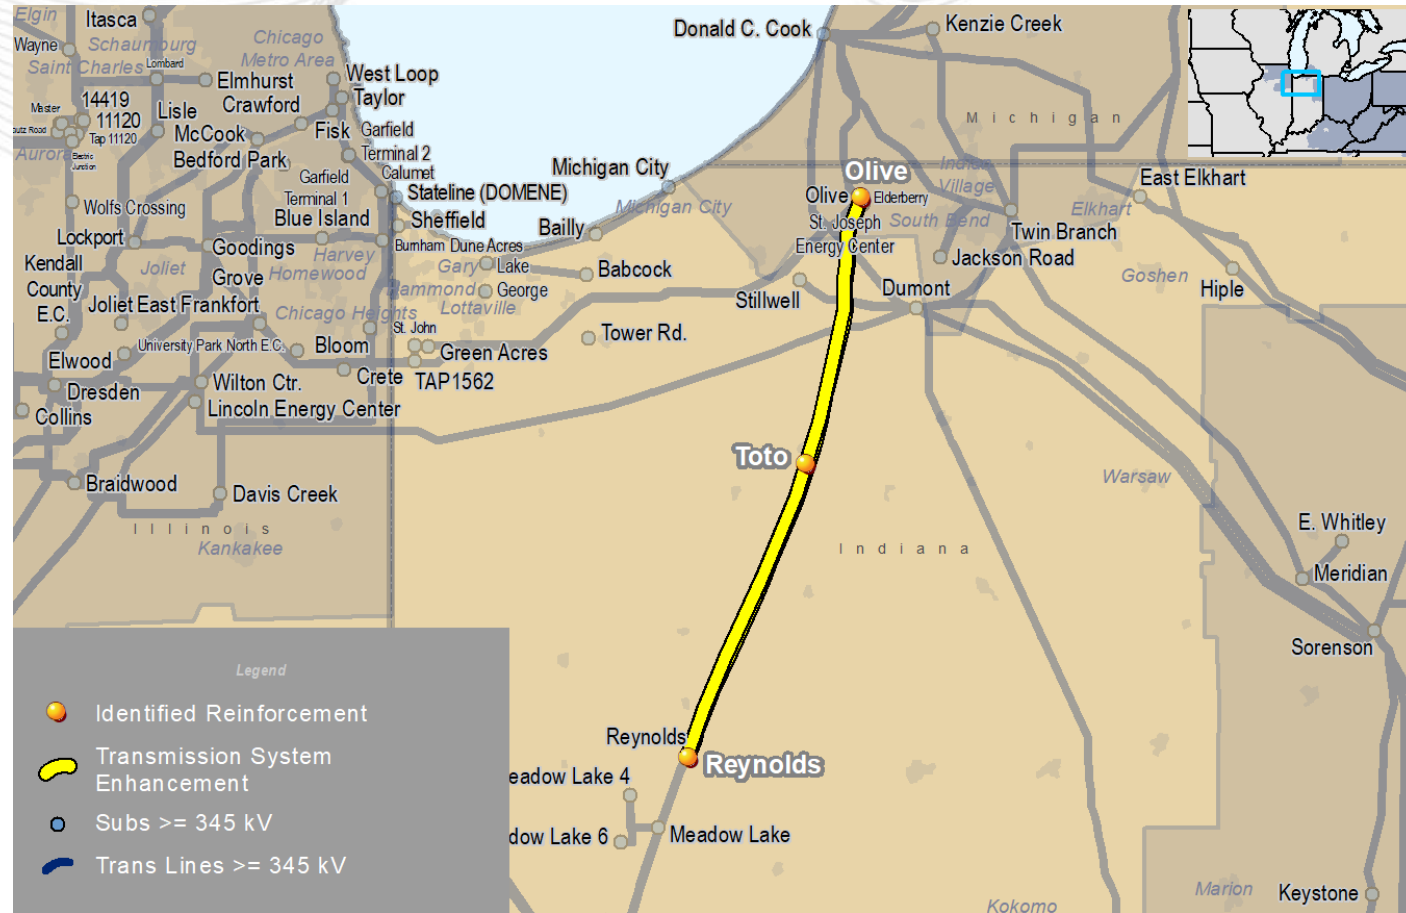 Elgin
Itasca
Donald C. Cook
Kenzie Creek
Wayne
Schaumburg
Chicago
Metro Area
Saint Charles
Lombard
Elmhurst
West Loop
Taylor
Master
14419
11120
Lisle
Crawford
Tap 11120
McCook
Fisk
Garfield
Terminal 2
Michigan
Aurora
Electric
Junction
Bedford Park
Calumet
Michigan City
Olive
Indian
Village
East Elkhart
Garfield
Terminal 1
Stateline (DOMENE)
Olive
Elderberry
Wolfs Crossing
Blue Island
Sheffield
Michigan City
St. Joseph
Energy Center
South Bend
Elkhart
Lockport
Goodings
Grove
Harvey
Burnham
Dune Acres
Bailly
Twin Branch
Kendall
County
E.C.
Joliet
Homewood
Gary
Lake
Babcock
Jackson Road
Goshen
Hammond
George
Stillwell
Dumont
Hiple
Joliet
East Frankfort
Chicago Heights
Lottaville
St. John
Tower Rd.
Elwood
University Park North E.C.
Bloom
Green Acres
Dresden
Wilton Ctr.
Crete
TAP1562
Collins
Lincoln Energy Center
Toto
Warsaw
Braidwood
Davis Creek
Illinois
Kankakee
Indiana
E. Whitley
Meridian
Sorenson
Legend
Identified Reinforcement
Transmission System
Enhancement
Subs >= 345 kV
Trans Lines >= 345 kV
Reynolds
Reynolds
eadow Lake 4
dow Lake 6
Meadow Lake
Marion
Keystone
Kokomo